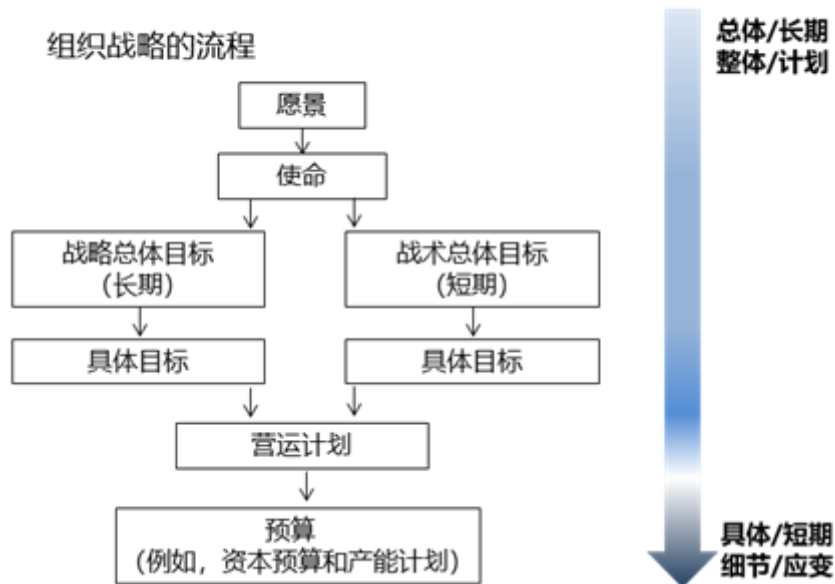 总体/长期
整体/计划
组织战略的流程
愿景
使命
战略总体目标
（长期）
战术总体目标
（短期）
具体目标
具体目标
营运计划
预算
（例如，资本预算和产能计划）
具体/短期
细节/应变